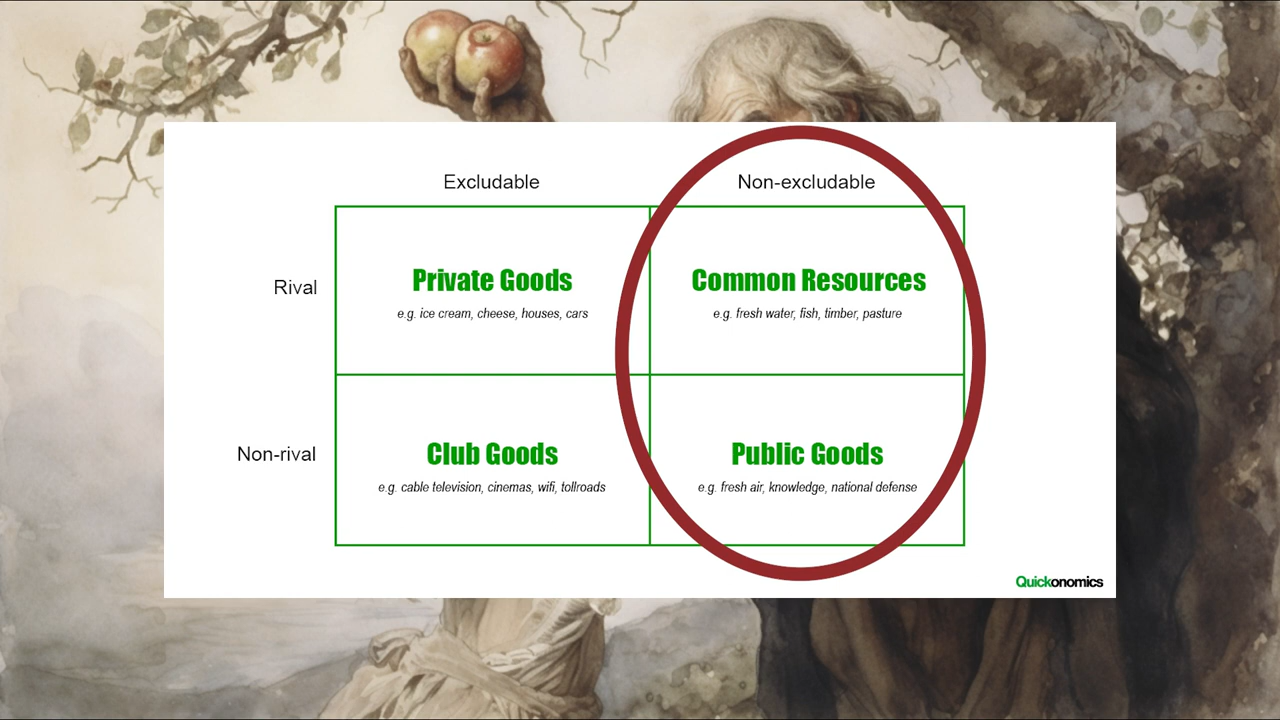 Excludable
Non-excludable
Rival
Private Goods
e.g. ice cream, cheese, houses, cars
Common Resources
e.g. fresh water, fish, timber, pasture
Non-rival
Club Goods
e.g. cable television, cinemas, wifi, tollroads
Public Goods
e.g. fresh air, knowledge, national defense
Quickonomics